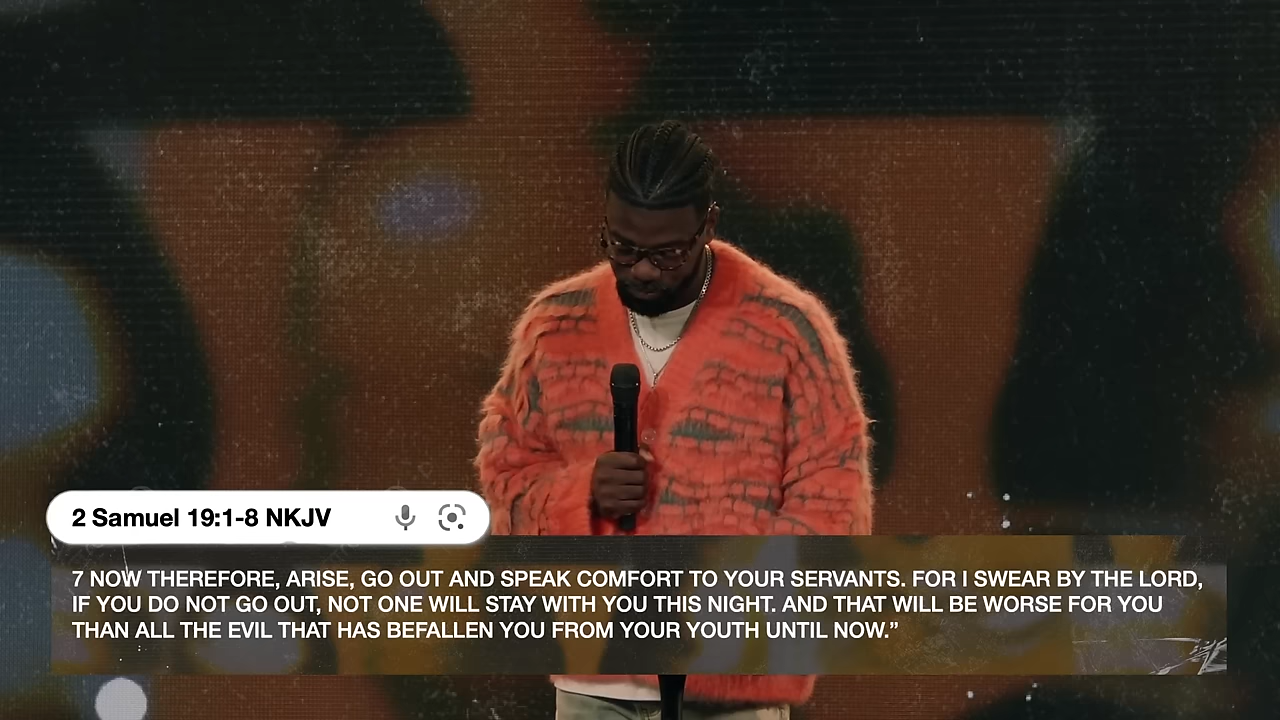 2 Samuel 19:1-8 NKJV
7 NOW THEREFORE, ARISE, GO OUT AND SPEAK COMFORT TO YOUR SERVANTS. FOR I SWEAR BY THE LORD,
IF YOU DO NOT GO OUT, NOT ONE WILL STAY WITH YOU THIS NIGHT. AND THAT WILL BE WORSE FOR YOU
THAN ALL THE EVIL THAT HAS BEFALLEN YOU FROM YOUR YOUTH UNTIL NOW.”